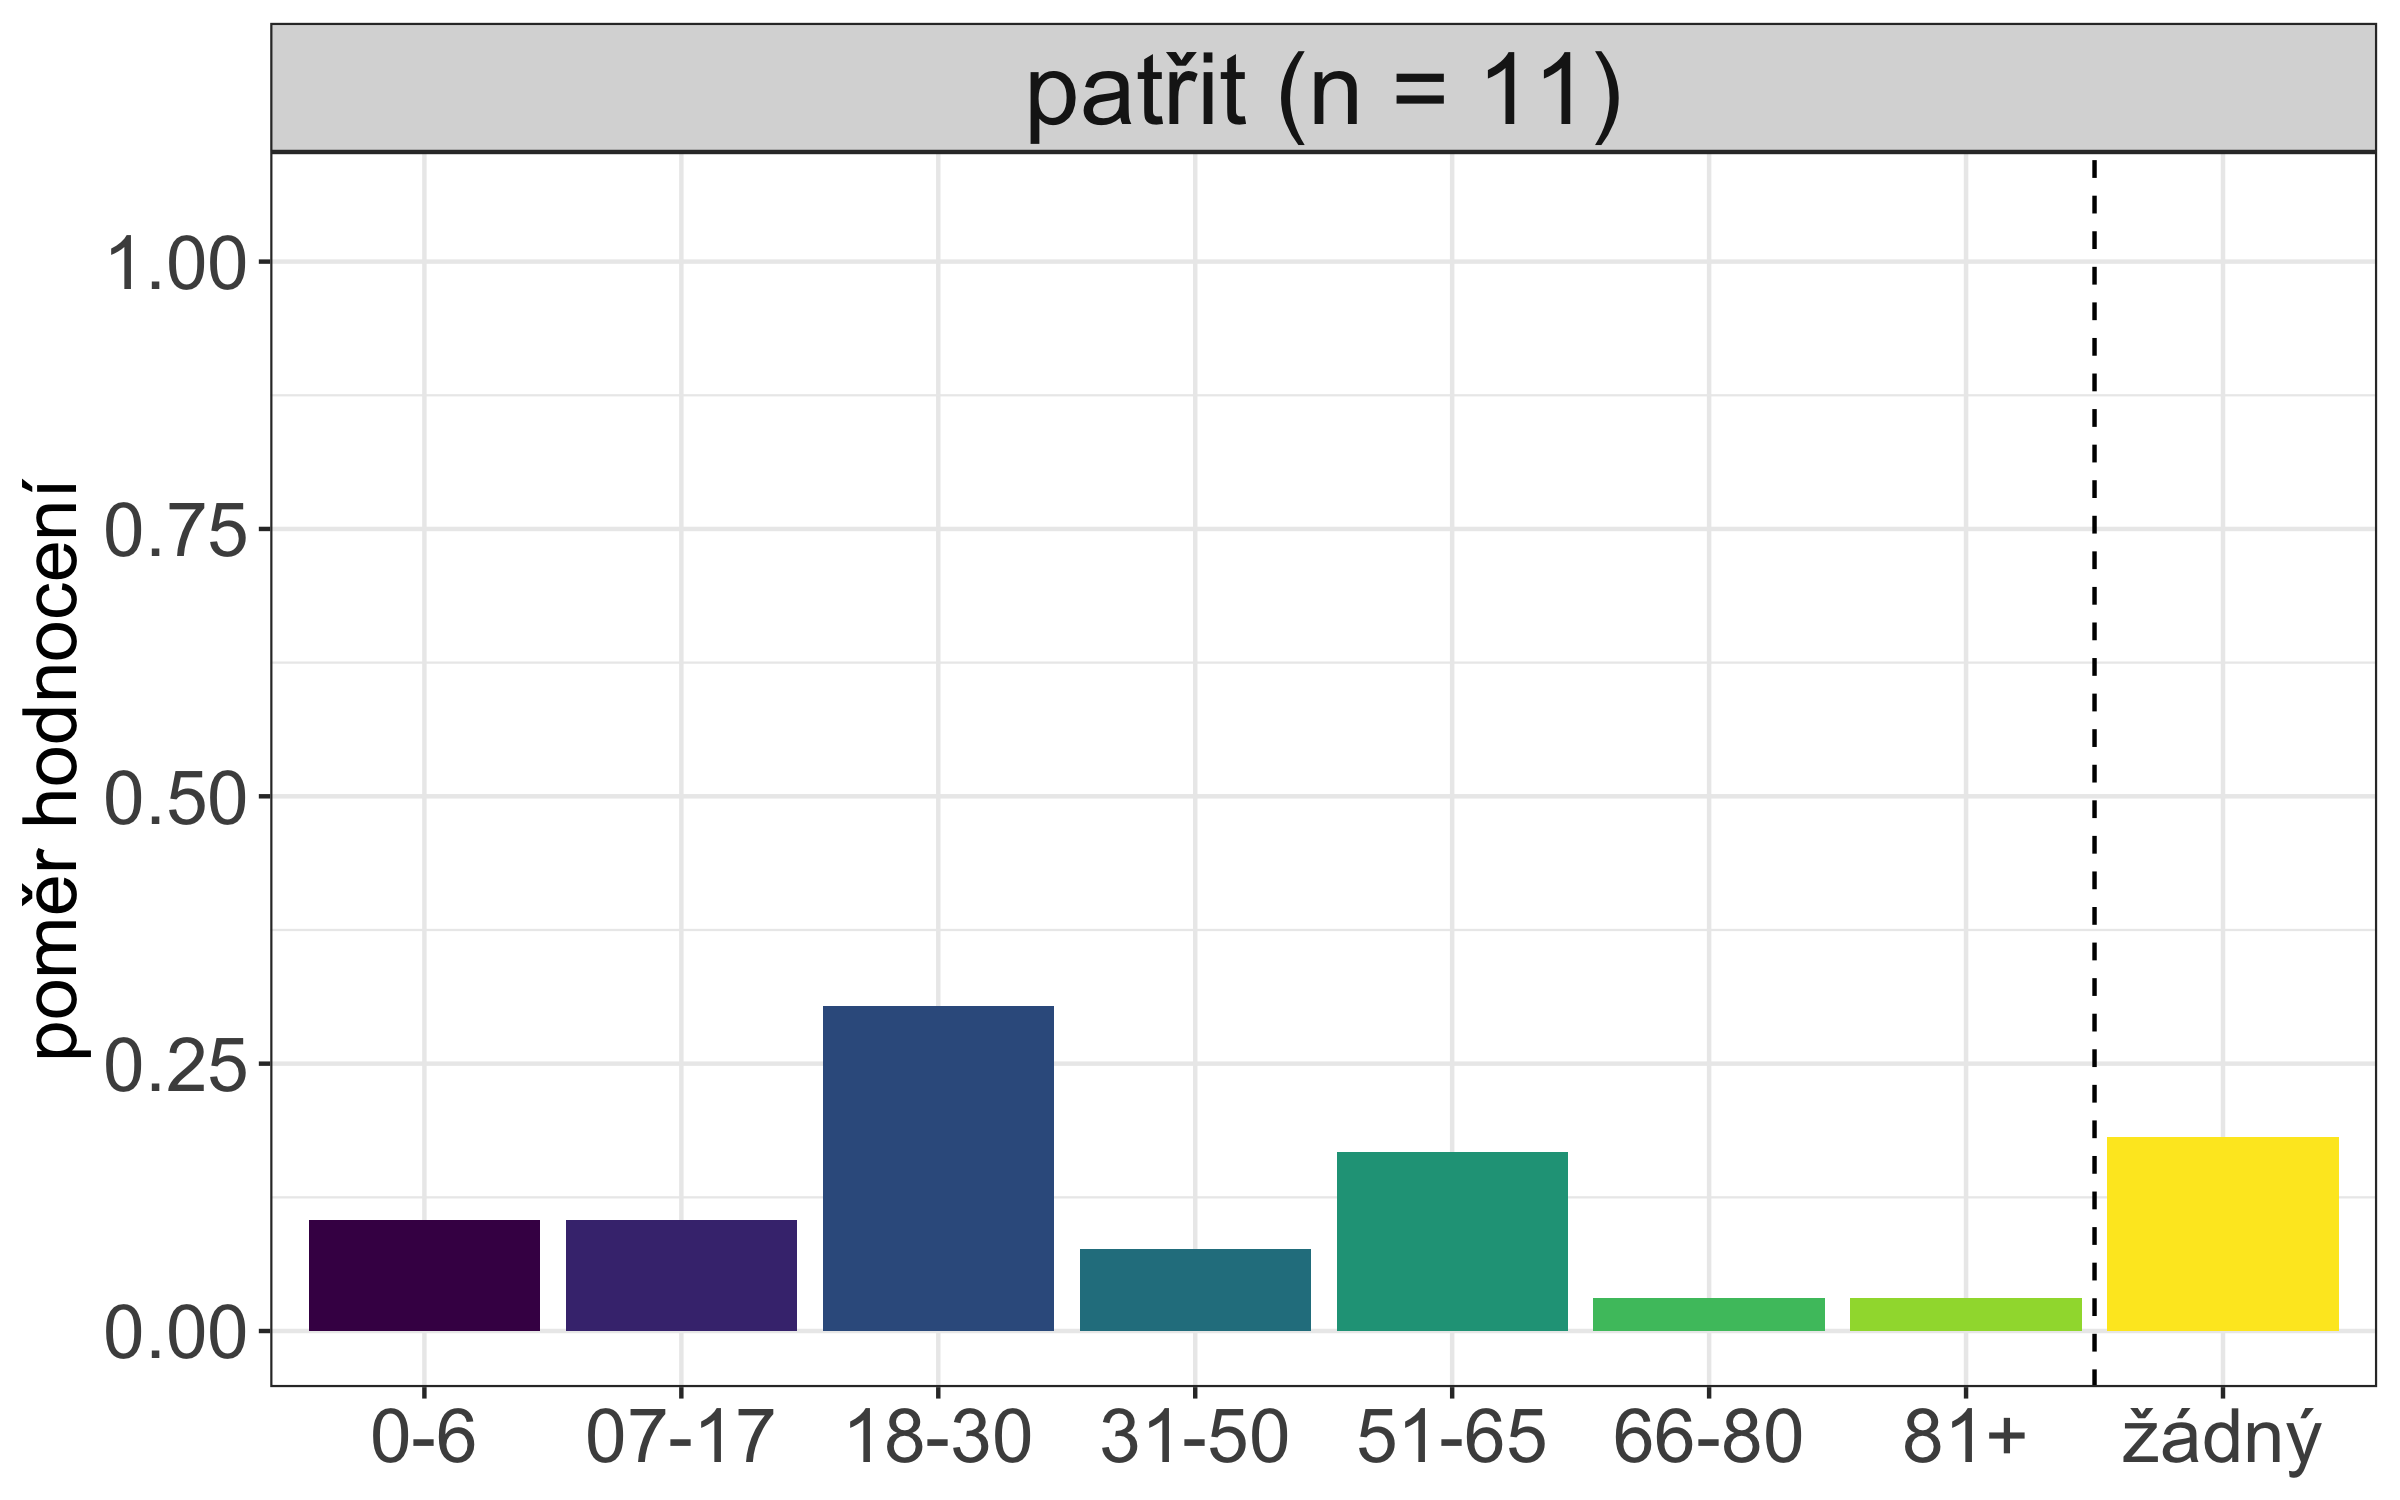 patřit (n = 11)
poměr hodnocení
1.00
0.75
0.50
0.25
0.00
0-6 07-17 18-30 31-50 51-65 66-80 81+ žádný